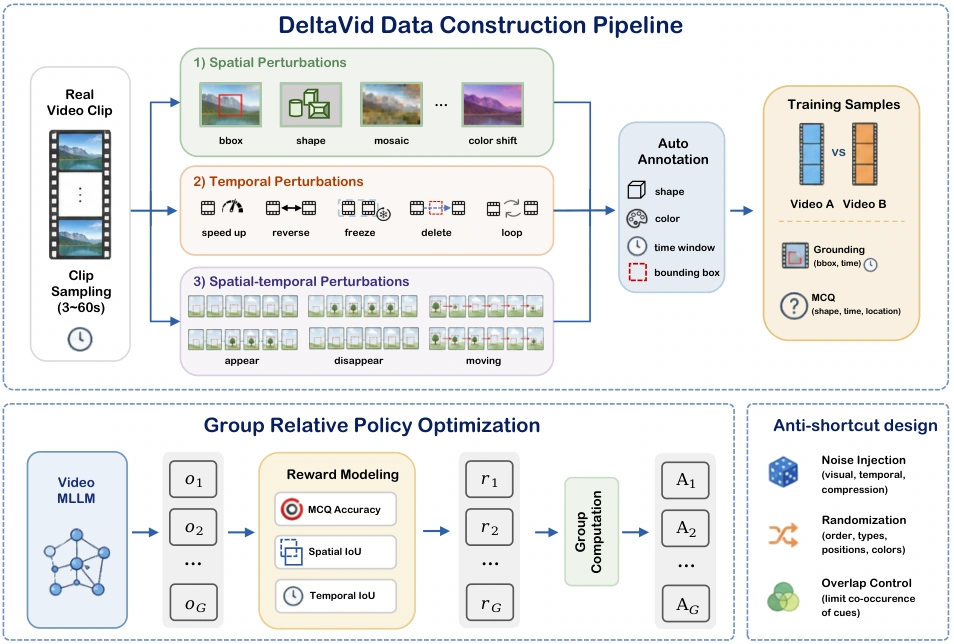 DeltaVid Data Construction Pipeline
Real
Video Clip
Clip
Sampling
(3~60s)
1) Spatial Perturbations
bbox
shape
mosaic
...
color shift
2) Temporal Perturbations
speed up
reverse
freeze
delete
loop
3) Spatial-temporal Perturbations
appear
disappear
moving
Auto
Annotation
shape
color
time window
bounding box
Training Samples
VS
Video A
Video B
Grounding
(bbox, time)
MCQ
(shape, time, location)
Group Relative Policy Optimization
Video
MLLM
o1
o2
...
oG
Reward Modeling
MCQ Accuracy
Spatial IoU
Temporal IoU
r1
r2
...
rG
Group
Computation
A1
A2
...
AG
Anti-shortcut design
Noise Injection
(visual, temporal,
compression)
Randomization
(order, types,
positions, colors)
Overlap Control
(limit co-occurence
of cues)